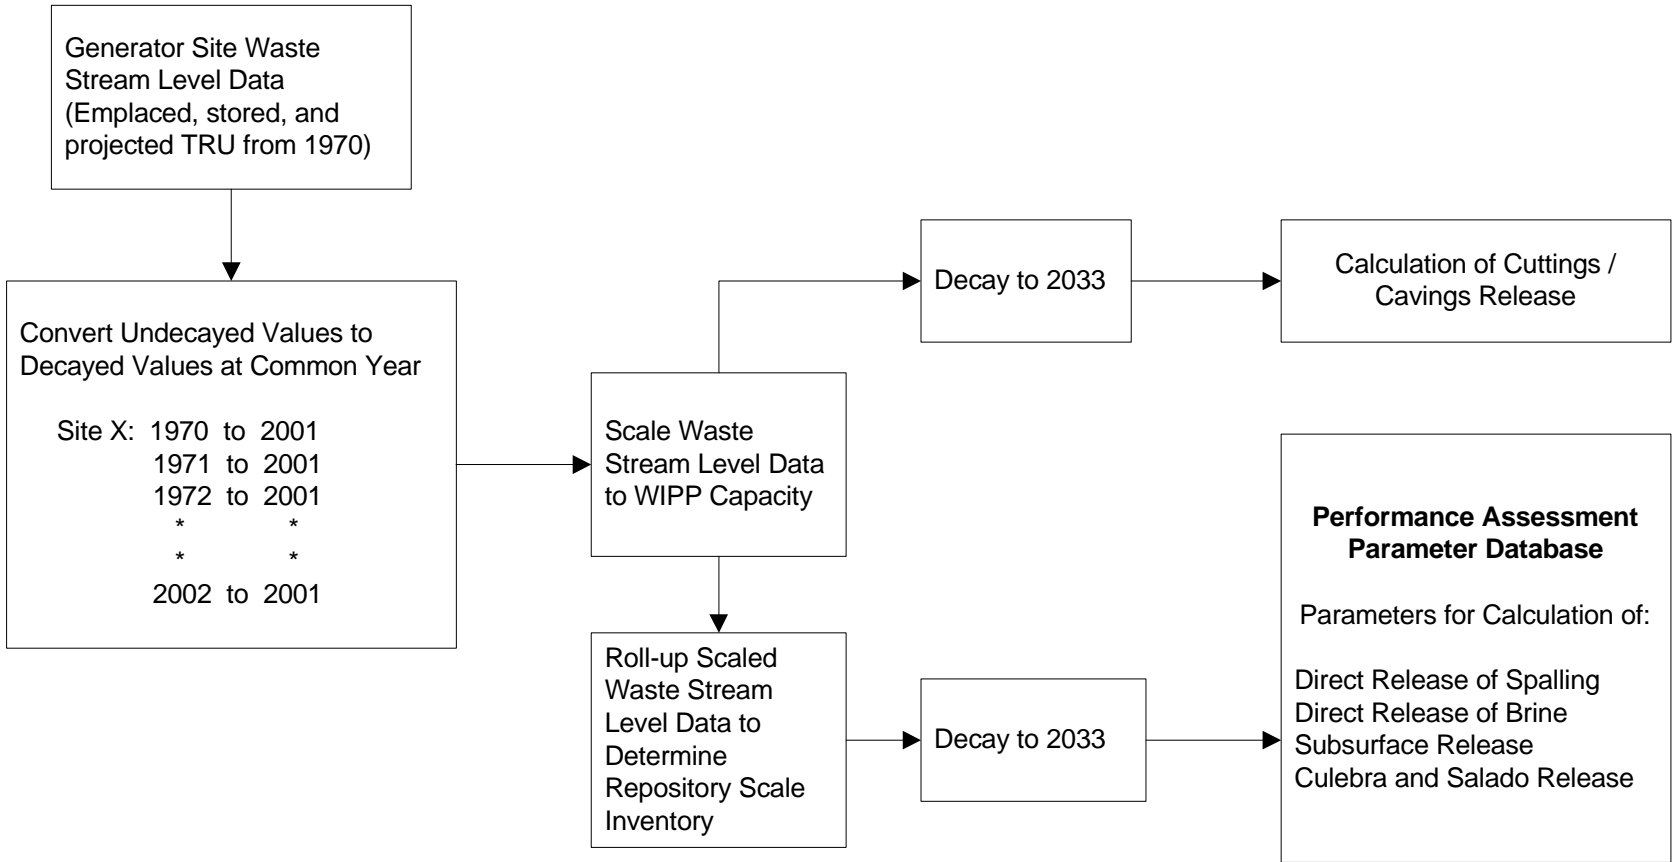 Generator Site Waste
Stream Level Data
(Emplaced, stored, and
projected TRU from 1970)
Convert Undecayed Values to
Decayed Values at Common Year
Site X: 1970 to 2001
1971 to 2001
1972 to 2001
* *
* *
2002 to 2001
Scale Waste
Stream Level Data
to WIPP Capacity
Decay to 2033
Calculation of Cuttings /
Cavings Release
Roll-up Scaled
Waste Stream
Level Data to
Determine
Repository Scale
Inventory
Decay to 2033
Performance Assessment
Parameter Database
Parameters for Calculation of:
Direct Release of Spalling
Direct Release of Brine
Subsurface Release
Culebra and Salado Release